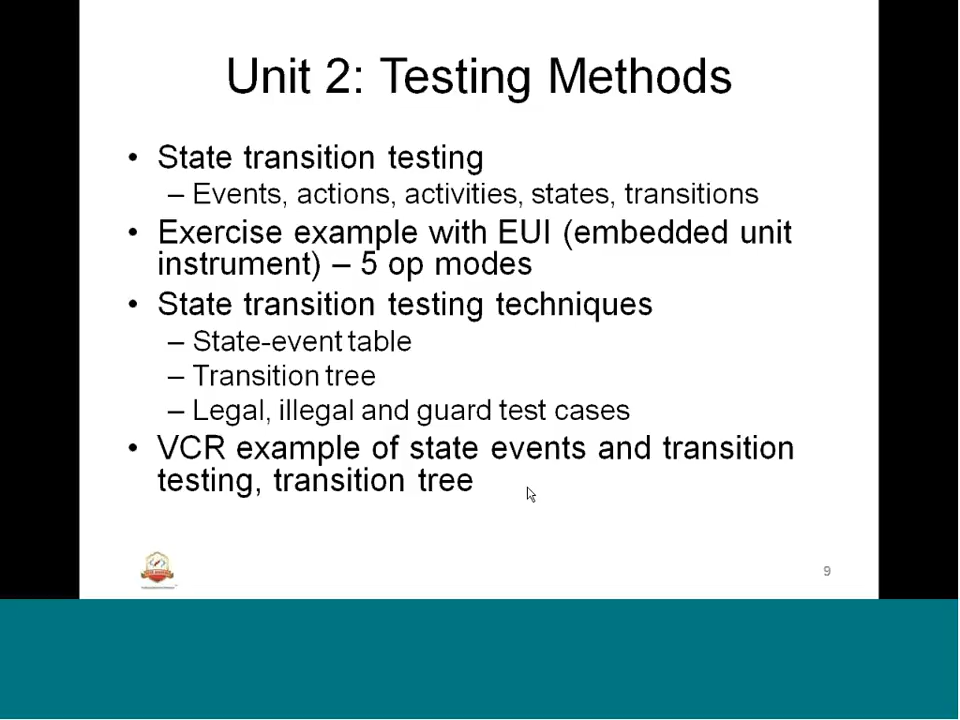 Unit 2: Testing Methods
• State transition testing
– Events, actions, activities, states, transitions
• Exercise example with EUI (embedded unit
instrument) – 5 op modes
• State transition testing techniques
– State-event table
– Transition tree
– Legal, illegal and guard test cases
• VCR example of state events and transition
testing, transition tree
9